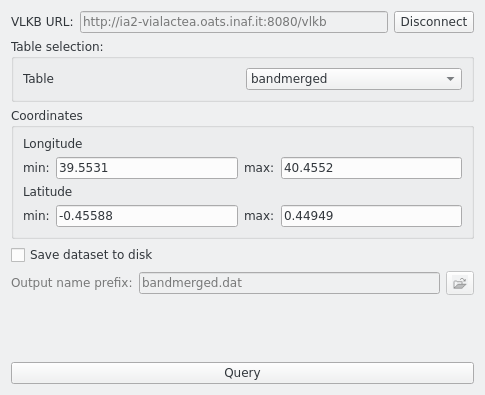 VLKB URL: http://ia2-vialactea.oats.inaf.it:8080/vlkb Disconnect
Table selection:
Table bandmerged
Coordinates
Longitude
min: 39.5531 max: 40.4552
Latitude
min: -0.45588 max: 0.44949
Save dataset to disk
Output name prefix: bandmerged.dat
Query